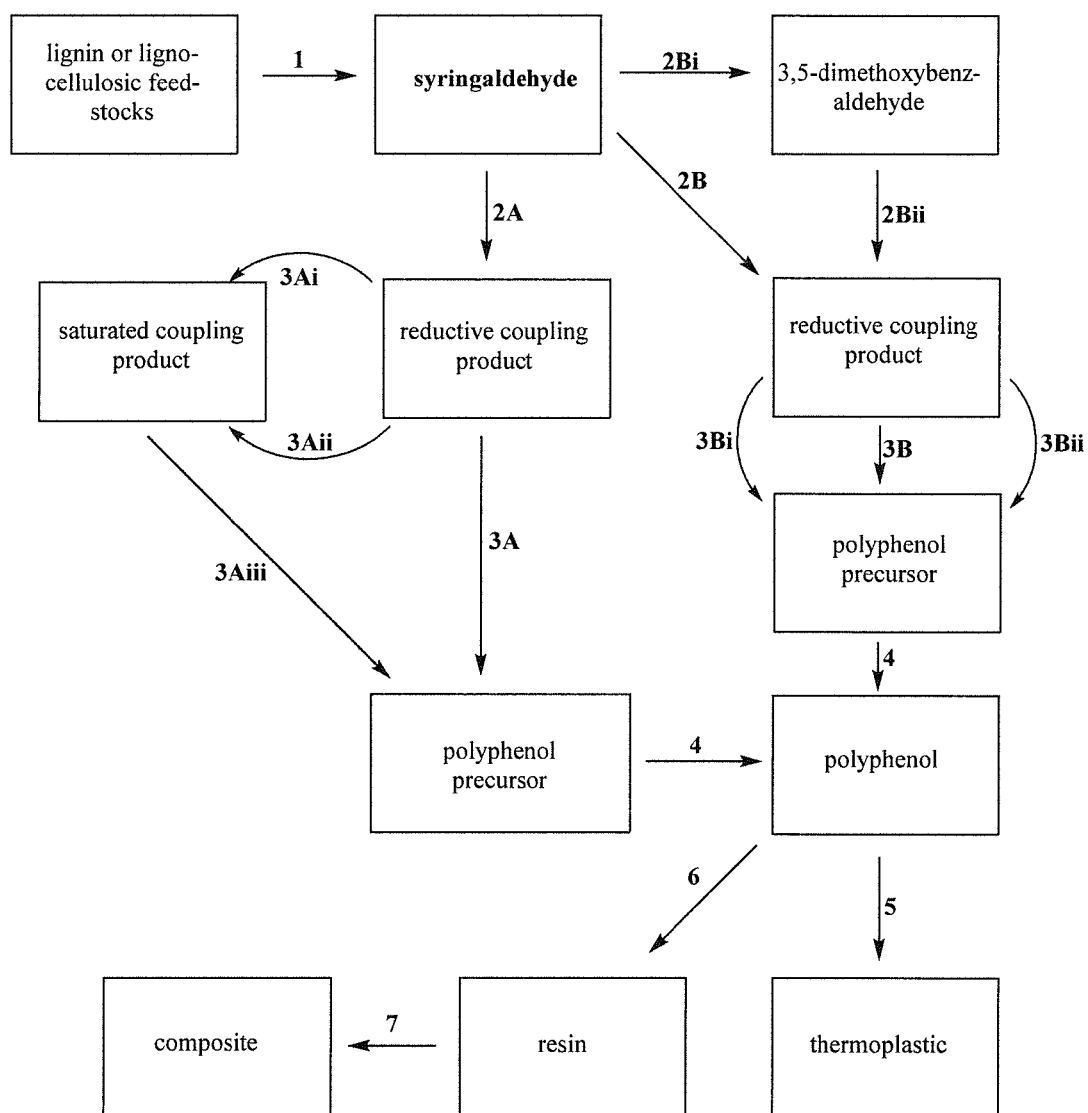 lignin or ligno-
cellulosic feed-
stocks
1
syringaldehyde
2Bi
3,5-dimethoxybenz-
aldehyde
2A
2B
2Bii
3Ai
saturated coupling
product
reductive coupling
product
reductive coupling
product
3Aii
3Bi
3B
3Bii
3Aiii
3A
polyphenol
precursor
4
polyphenol
precursor
4
polyphenol
6
5
composite
7
resin
thermoplastic